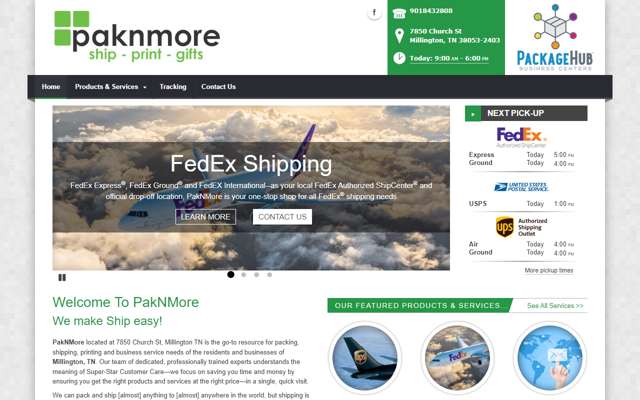 paknmore
ship - print - gifts
f
9018432808
7850 Church St
Millington, TN 38053-2403
Today: 9:00 AM - 6:00 PM
PACKAGEHUB
BUSINESS CENTERS
Home Products & Services Tracking Contact Us
FedEx Shipping
FedEx Express®, FedEx Ground® and FedEX International--as your local FedEx Authorized ShipCenter® and
official drop-off location, PakNMore is your one-stop shop for all FedEx® shipping needs
LEARN MORE CONTACT US
NEXT PICK-UP
FedEx
Authorized ShipCenter
Express Today 5:00 PM
Ground Today 4:00 PM
UNITED STATES
POSTAL SERVICE
USPS Today 1:00 PM
ups Authorized
Shipping
Outlet
Air Today 4:00 PM
Ground Today 4:00 PM
More pickup times
Welcome To PakNMore
We make Ship easy!
PakNMore located at 7850 Church St, Millington TN is the go-to resource for packing,
shipping, printing and business service needs of the residents and businesses of
Millington, TN. Our team of dedicated, professionally trained experts understands the
meaning of Super-Star Customer Care—we focus on saving you time and money by
ensuring you get the right products and services at the right price—in a single, quick visit.
We can pack and ship [almost] anything to [almost] anywhere in the world, but shipping is
OUR FEATURED PRODUCTS & SERVICES...
See All Services >>